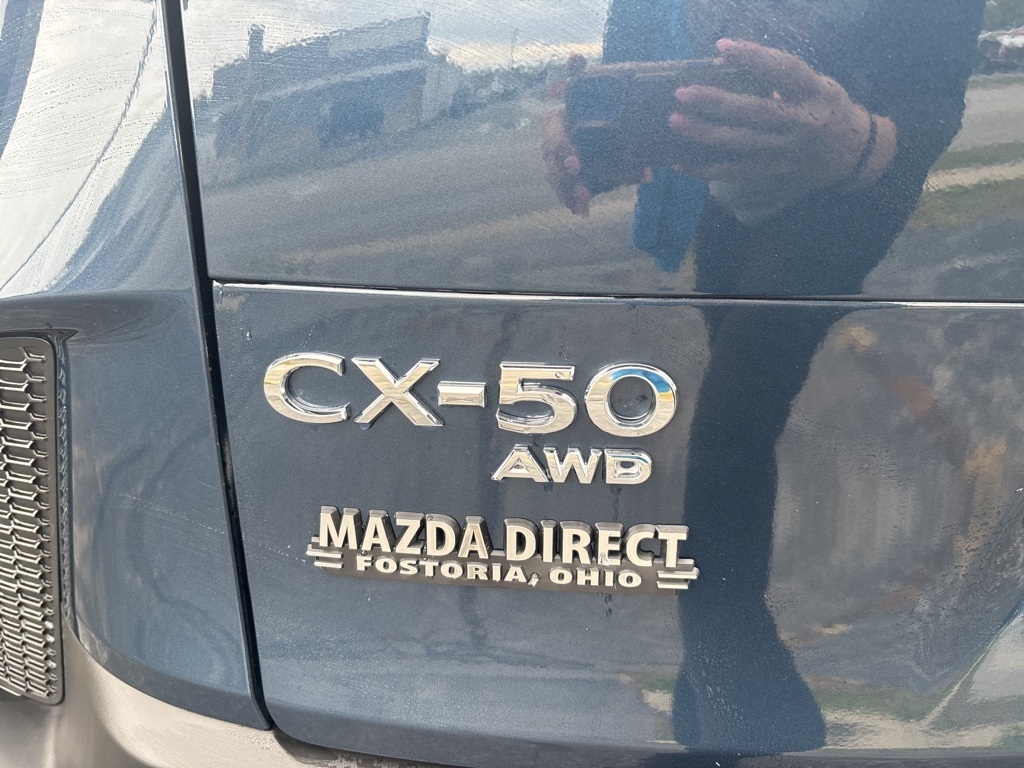 CX-50
AWD
MAZDA DIRECT
FOSTORIA, OHIO